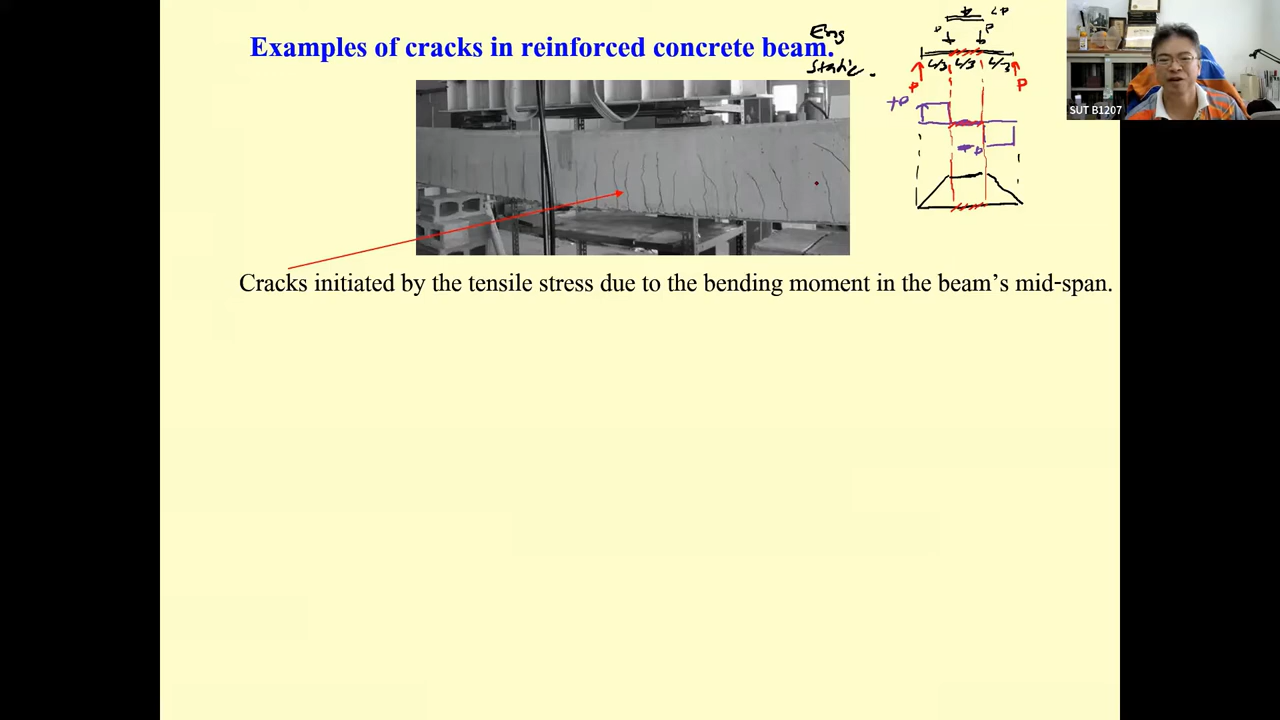 Examples of cracks in reinforced concrete beam.
Eng
Static.
2P
P P
L/3 L/3 L/3
P P
+P
-P
Cracks initiated by the tensile stress due to the bending moment in the beam’s mid-span.
SUT B1207